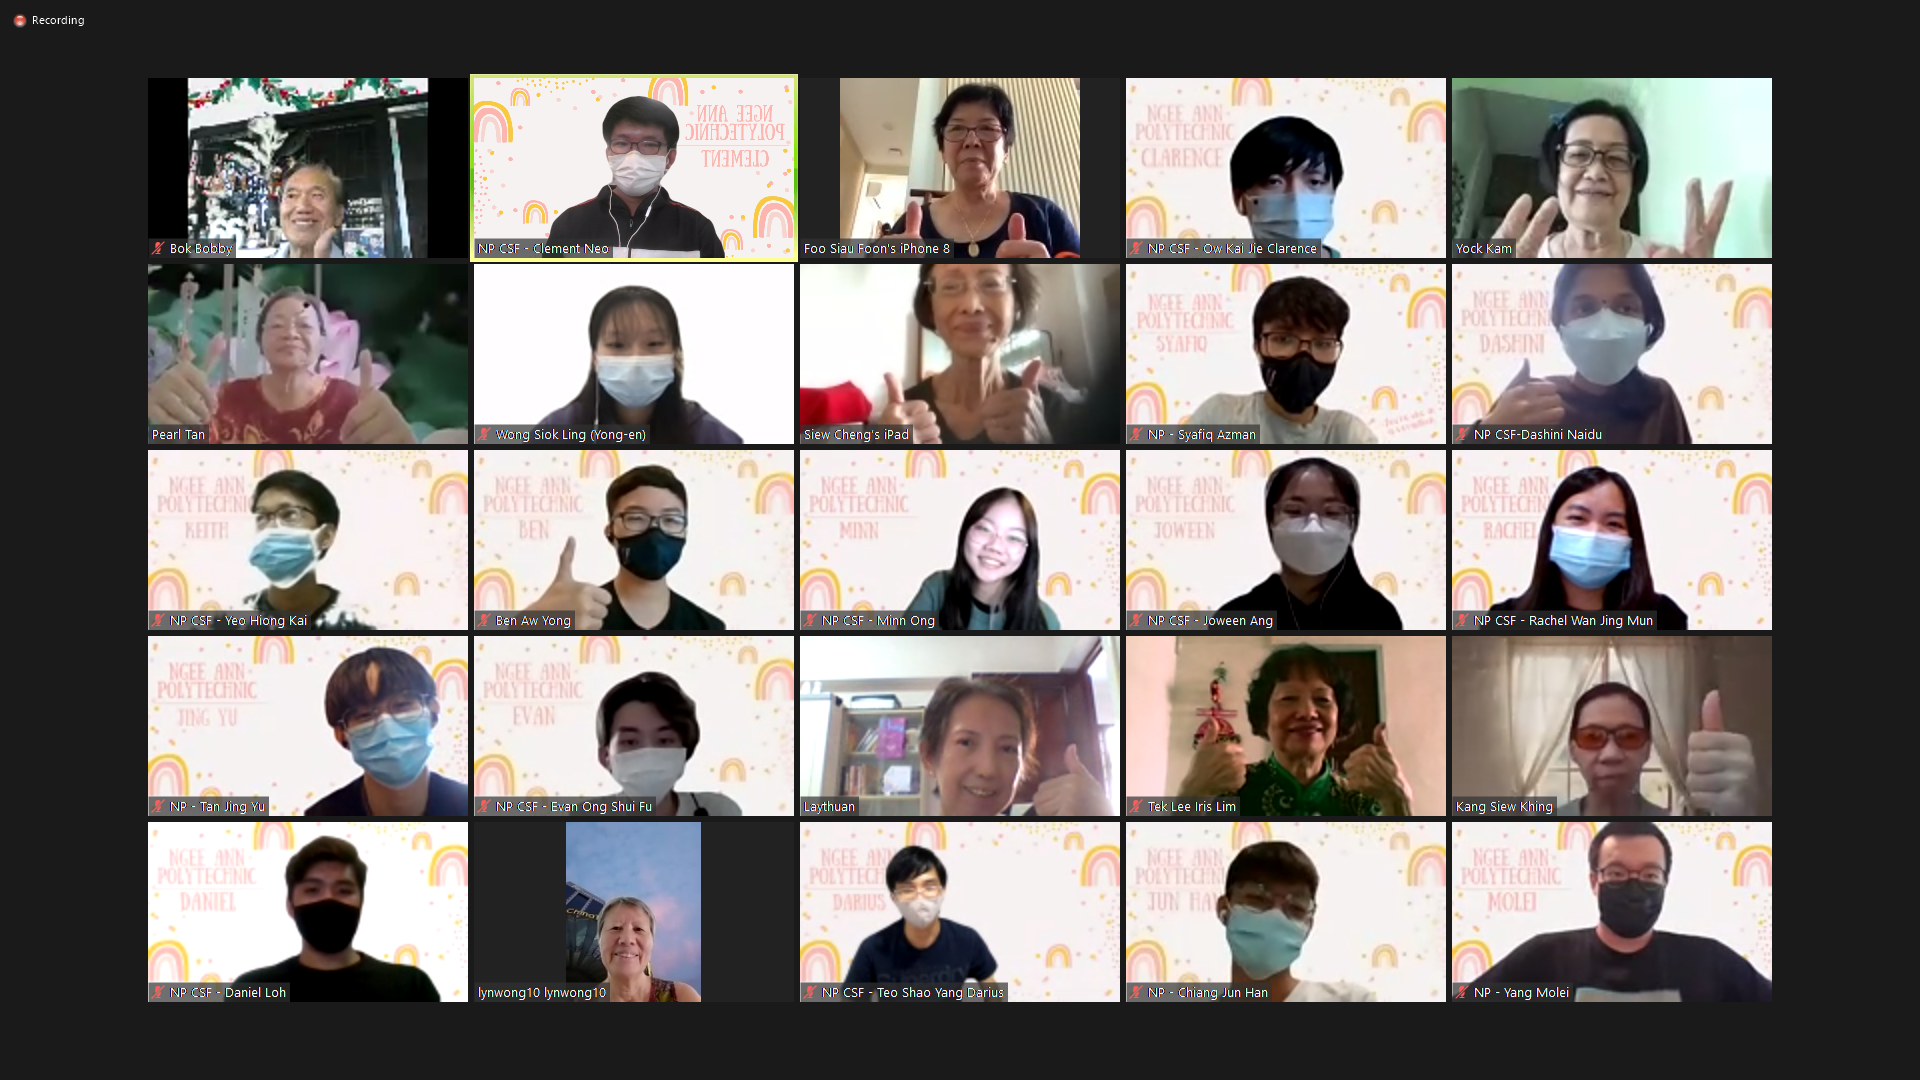 Recording
Bok Bobby
NGEE ANN
POLYTECHNIC
CLEMENT
NP CSF - Clement Neo
Foo Siau Foon's iPhone 8
NGEE ANN
POLYTECHNIC
CLARENCE
NP CSF - Ow Kai Jie Clarence
Yock Kam
Pearl Tan
Wong Siok Ling (Yong-en)
Siew Cheng's iPad
NGEE ANN
POLYTECHNIC
SYAFIQ
NP - Syafiq Azman
NGEE ANN
POLYTECHNIC
DASHINI
NP CSF-Dashini Naidu
NGEE ANN
POLYTECHNIC
KEITH
NP CSF - Yeo Hiong Kai
NGEE ANN
POLYTECHNIC
BEN
Ben Aw Yong
NGEE ANN
POLYTECHNIC
MINN
NP CSF - Minn Ong
NGEE ANN
POLYTECHNIC
JOWEEN
NP CSF - Joween Ang
NGEE ANN
POLYTECHNIC
RACHEL
NP CSF - Rachel Wan Jing Mun
NGEE ANN
POLYTECHNIC
JING YU
NP - Tan Jing Yu
NGEE ANN
POLYTECHNIC
EVAN
NP CSF - Evan Ong Shui Fu
Laythuan
Tek Lee Iris Lim
Kang Siew Khing
NGEE ANN
POLYTECHNIC
DANIEL
NP CSF - Daniel Loh
lynwong10 lynwong10
NGEE ANN
POLYTECHNIC
DARIUS
NP CSF - Teo Shao Yang Darius
NGEE ANN
POLYTECHNIC
JUN HA
NP - Chiang Jun Han
NGEE ANN
POLYTECHNIC
MOLEI
NP - Yang Molei